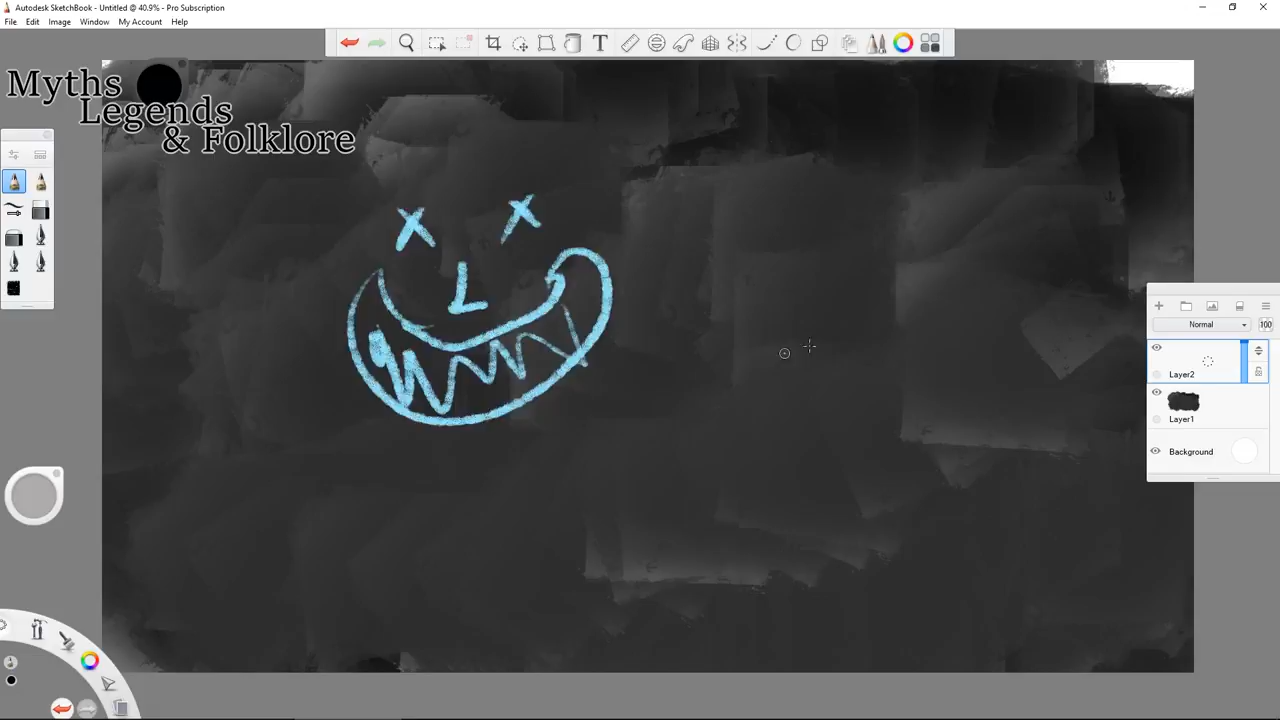 Autodesk SketchBook - Untitled @ 40.9% - Pro Subscription
File Edit Image Window My Account Help
Myths
Legends
& Folklore
Normal 100
Layer2
Layer1
Background